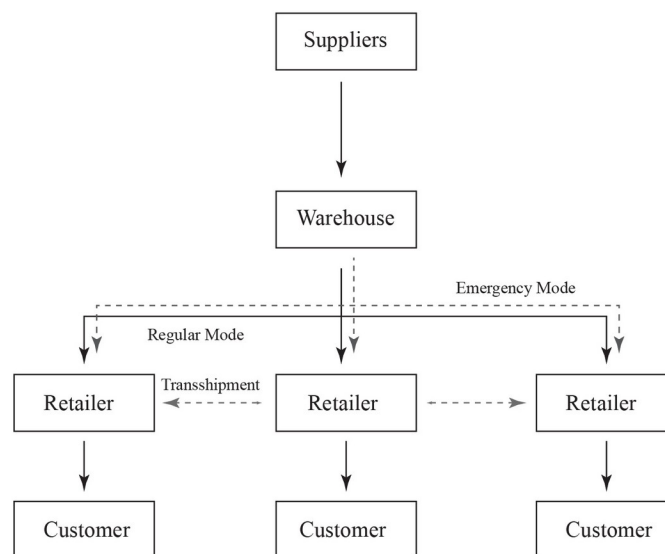 Suppliers
Warehouse
Emergency Mode
Regular Mode
Transshipment
Retailer
Retailer
Retailer
Customer
Customer
Customer